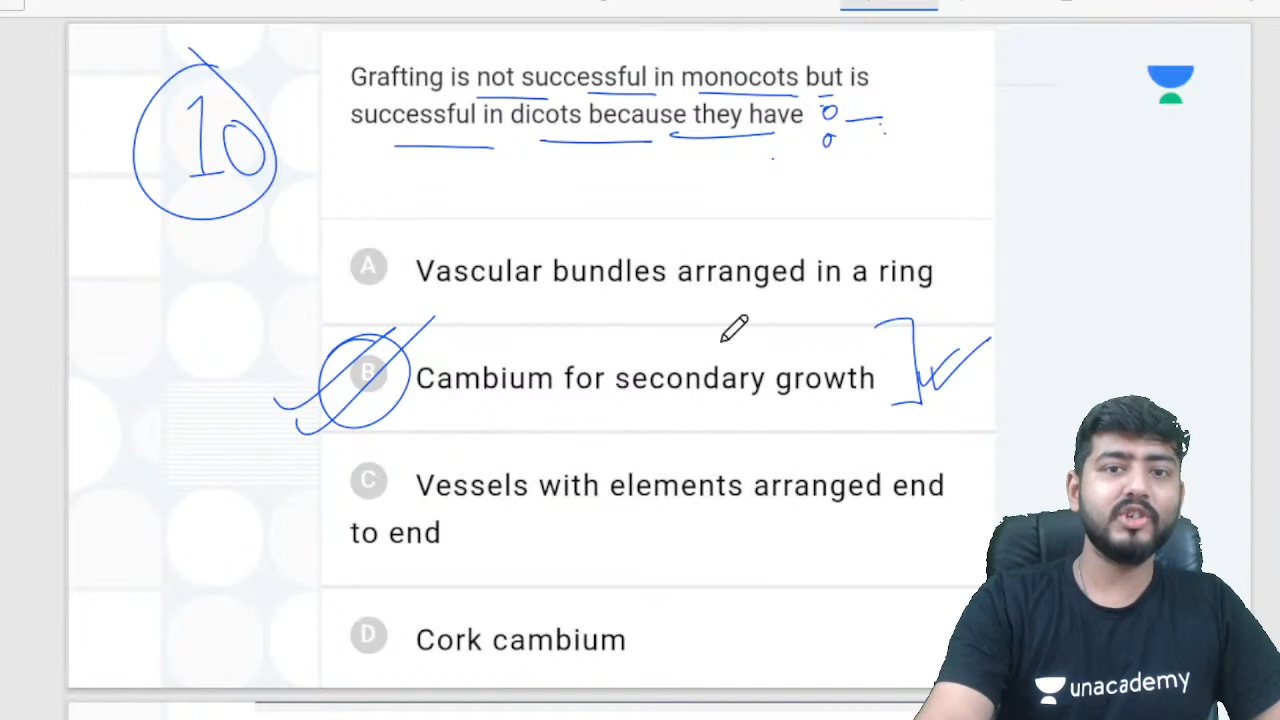 10
Grafting is not successful in monocots but is
successful in dicots because they have
A Vascular bundles arranged in a ring
B Cambium for secondary growth
C Vessels with elements arranged end
to end
D Cork cambium
unacademy